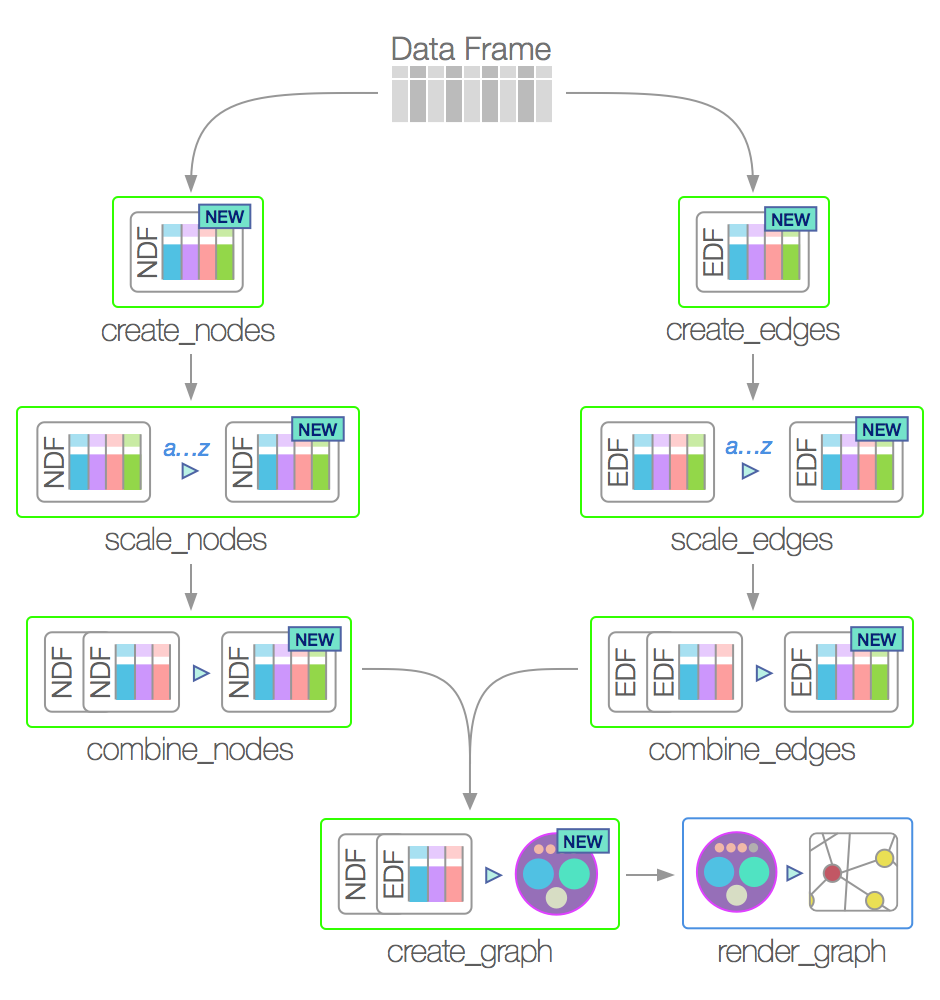 Data Frame
NEW
NDF
create_nodes
NEW
EDF
create_edges
NDF
a...z
NDF
NEW
scale_nodes
EDF
a...z
EDF
NEW
scale_edges
NDF
NDF
NDF
NEW
combine_nodes
EDF
EDF
EDF
NEW
combine_edges
NDF
EDF
NEW
create_graph
render_graph